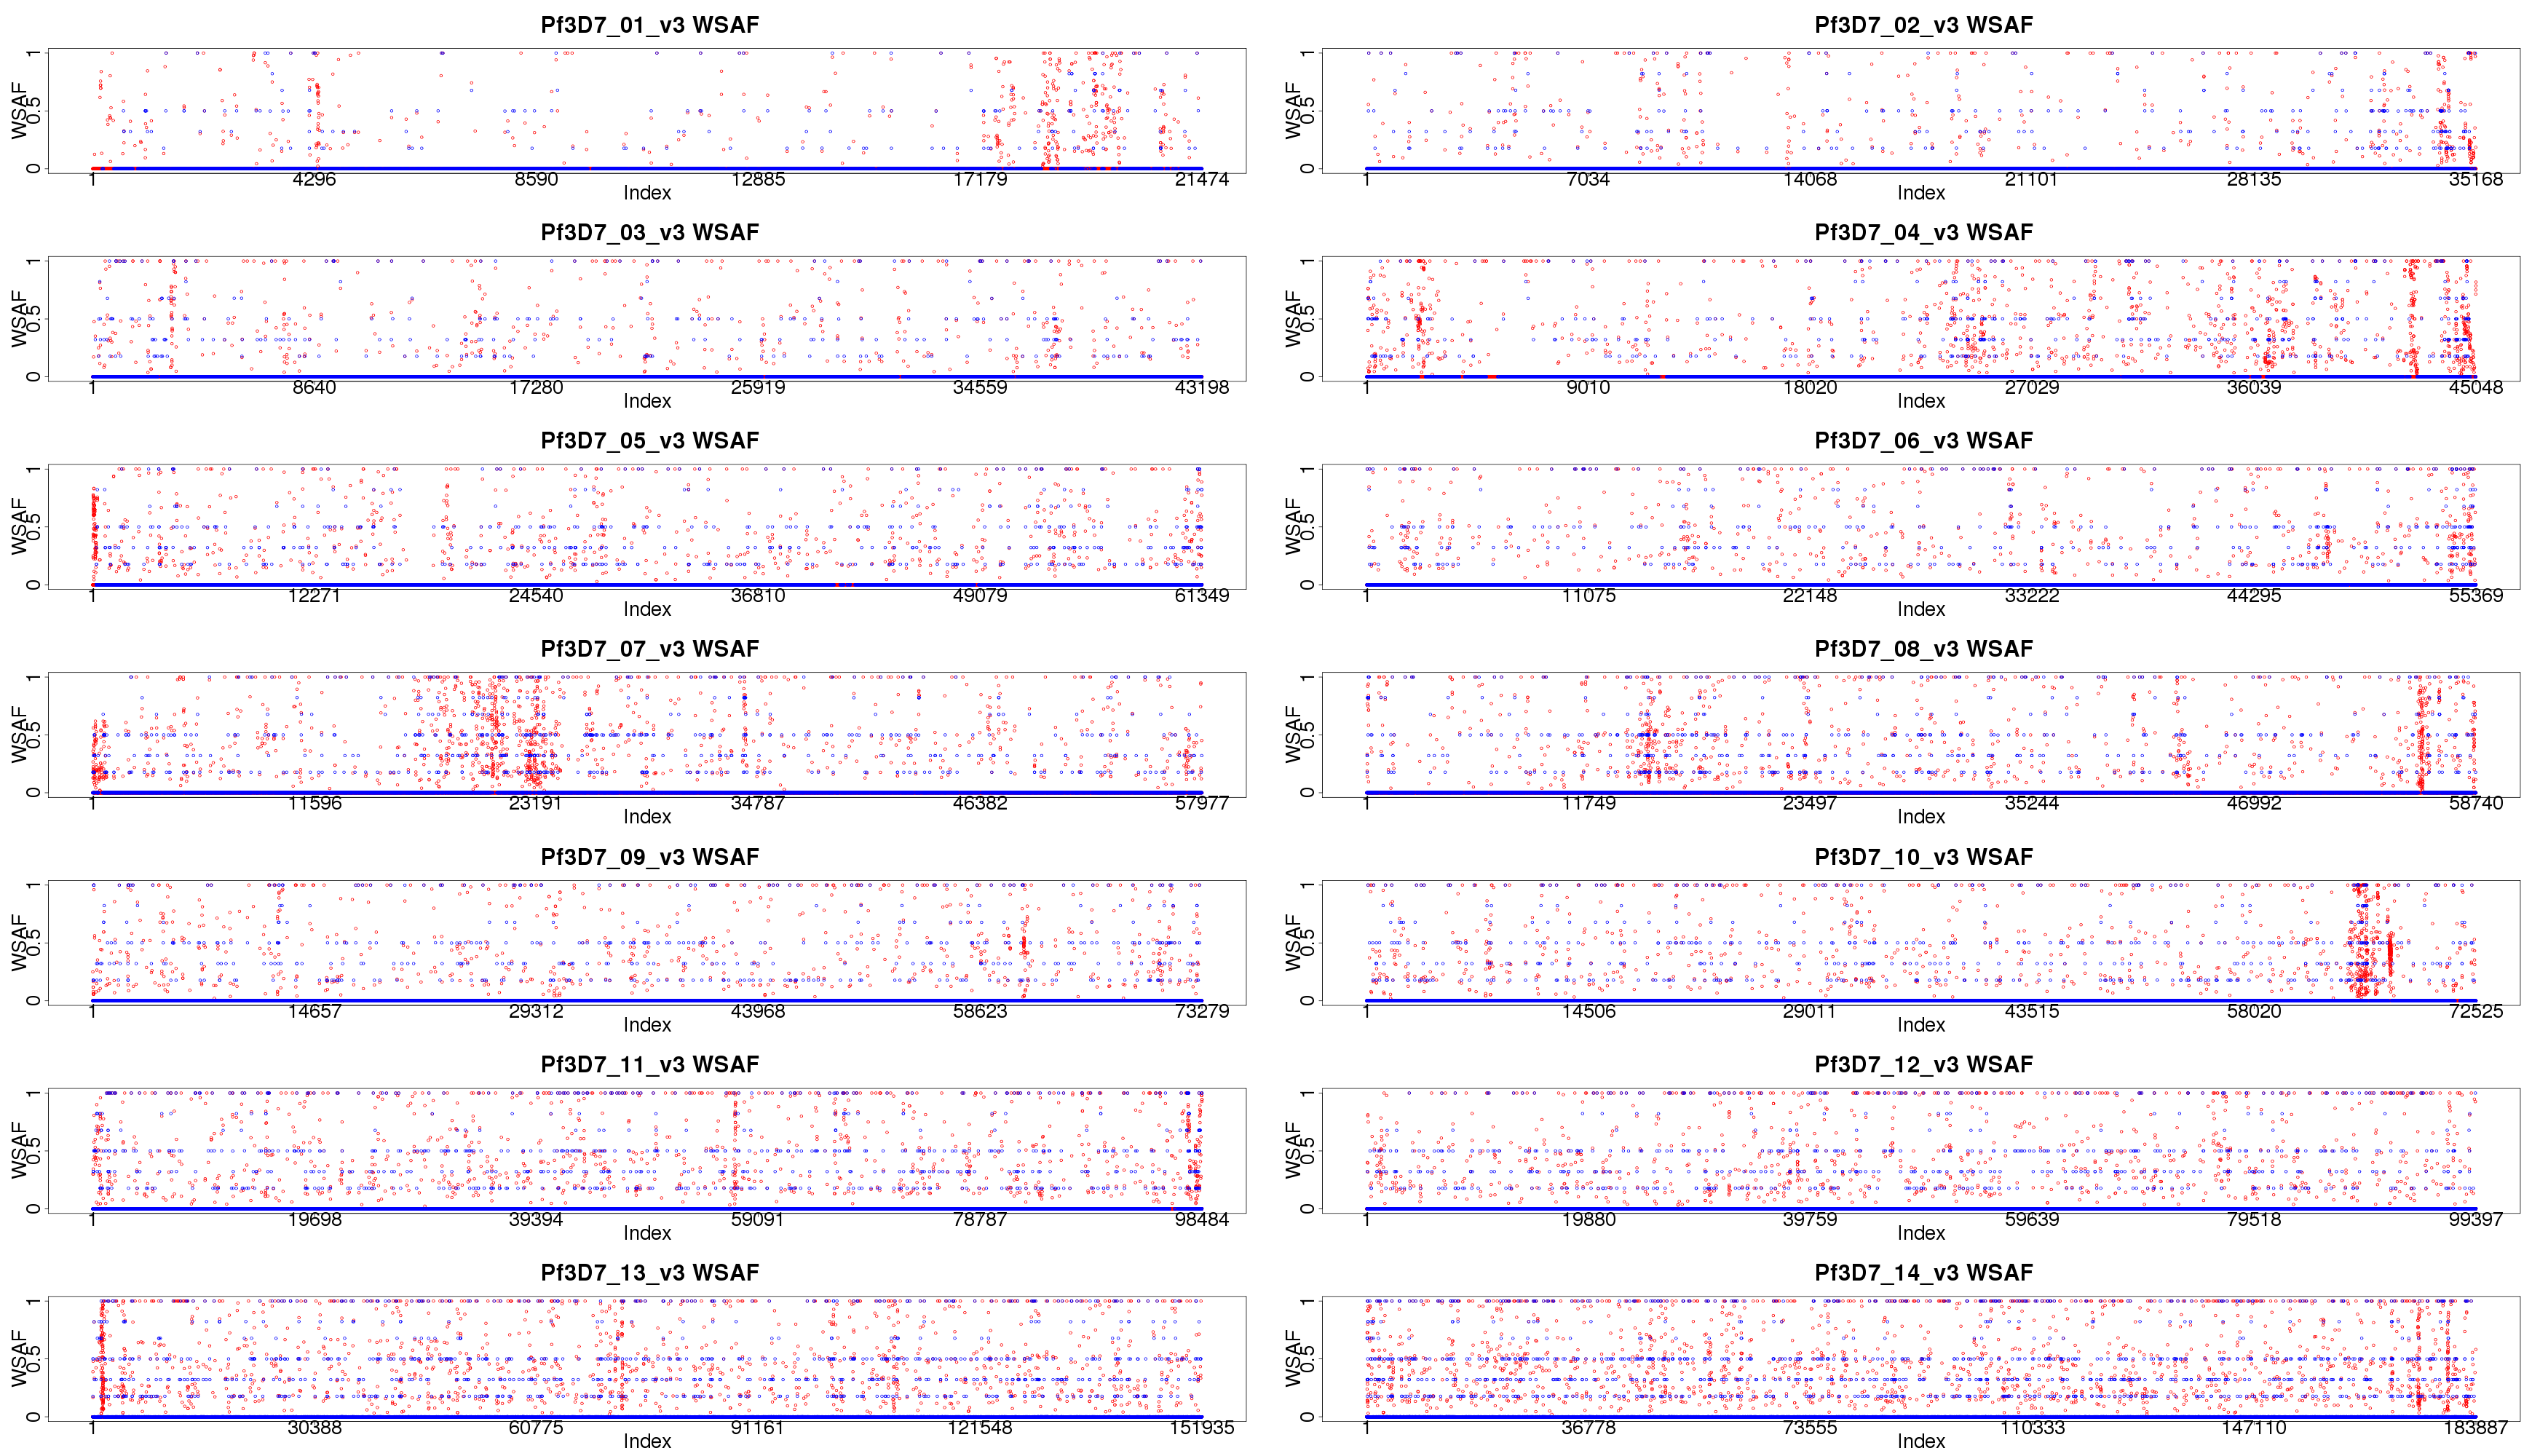 Pf3D7_01_v3 WSAF
WSAF
0 0.5 1
1 4296 8590 12885 17179 21474
Index
Pf3D7_02_v3 WSAF
WSAF
0 0.5 1
1 7034 14068 21101 28135 35168
Index
Pf3D7_03_v3 WSAF
WSAF
0 0.5 1
1 8640 17280 25919 34559 43198
Index
Pf3D7_04_v3 WSAF
WSAF
0 0.5 1
1 9010 18020 27029 36039 45048
Index
Pf3D7_05_v3 WSAF
WSAF
0 0.5 1
1 12271 24540 36810 49079 61349
Index
Pf3D7_06_v3 WSAF
WSAF
0 0.5 1
1 11075 22148 33222 44295 55369
Index
Pf3D7_07_v3 WSAF
WSAF
0 0.5 1
1 11596 23191 34787 46382 57977
Index
Pf3D7_08_v3 WSAF
WSAF
0 0.5 1
1 11749 23497 35244 46992 58740
Index
Pf3D7_09_v3 WSAF
WSAF
0 0.5 1
1 14657 29312 43968 58623 73279
Index
Pf3D7_10_v3 WSAF
WSAF
0 0.5 1
1 14506 29011 43515 58020 72525
Index
Pf3D7_11_v3 WSAF
WSAF
0 0.5 1
1 19698 39394 59091 78787 98484
Index
Pf3D7_12_v3 WSAF
WSAF
0 0.5 1
1 19880 39759 59639 79518 99397
Index
Pf3D7_13_v3 WSAF
WSAF
0 0.5 1
1 30388 60775 91161 121548 151935
Index
Pf3D7_14_v3 WSAF
WSAF
0 0.5 1
1 36778 73555 110333 147110 183887
Index